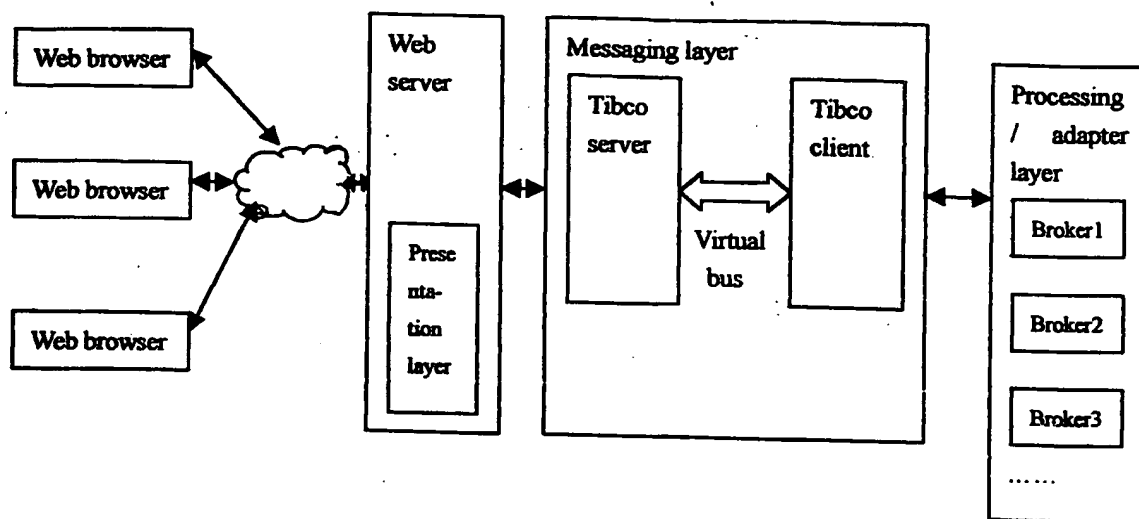 Web browser
Web browser
Web browser
Web
server
Prese
nta-
tion
layer
Messaging layer
Tibco
server
Virtual
bus
Tibco
client
Processing
/ adapter
layer
Broker1
Broker2
Broker3
......